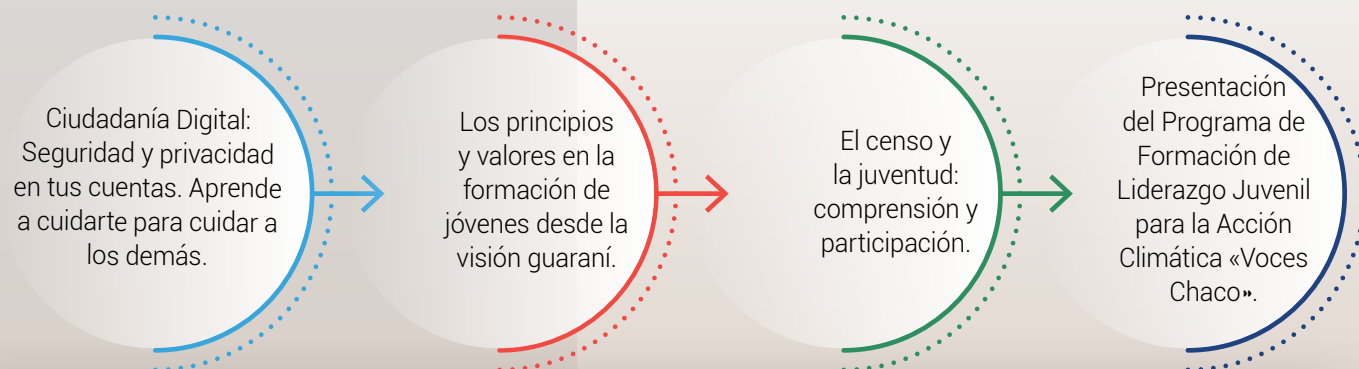 Ciudadanía Digital:
Seguridad y privacidad
en tus cuentas. Aprende
a cuidarte para cuidar a
los demás.
Los principios
y valores en la
formación de
jóvenes desde la
visión guaraní.
El censo y
la juventud:
comprensión y
participación.
Presentación
del Programa de
Formación de
Liderazgo Juvenil
para la Acción
Climática «Voces
Chaco».